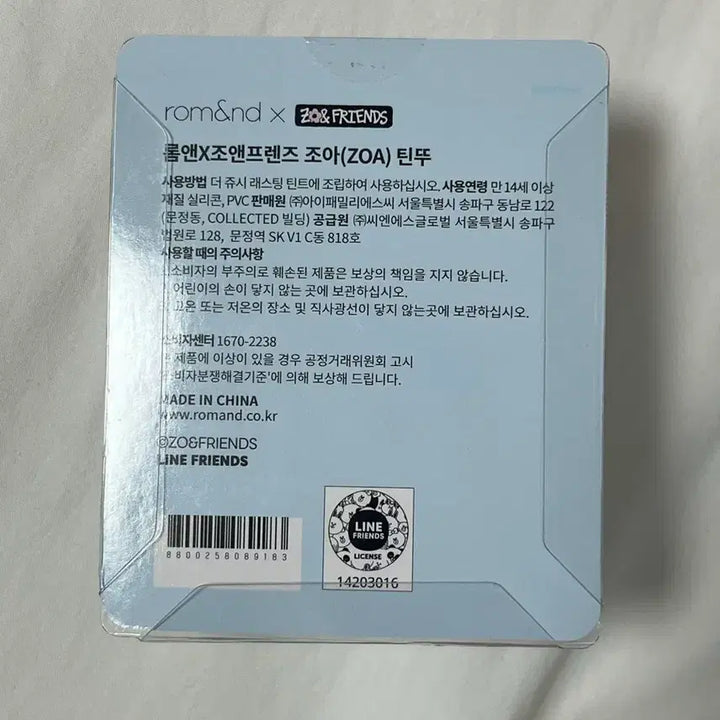 rom&nd × ZO& FRIENDS
롬앤X조앤프렌즈 조아(ZOA) 틴뚜
사용방법 더 쥬시 래스팅 틴트에 조립하여 사용하십시오. 사용연령 만 14세 이상
재질 실리콘, PVC 판매원 ㈜아이패밀리에스씨 서울특별시 송파구 동남로 122
(문정동, COLLECTED 빌딩) 공급원 ㈜씨엔에스글로벌 서울특별시 송파구
법원로 128, 문정역 SK V1 C동 818호
사용할 때의 주의사항
소비자의 부주의로 훼손된 제품은 보상의 책임을 지지 않습니다.
어린이의 손이 닿지 않는 곳에 보관하십시오.
고온 또는 저온의 장소 및 직사광선이 닿지 않는곳에 보관하십시오.
소비자센터 1670-2238
본 제품에 이상이 있을 경우 공정거래위원회 고시
'소비자분쟁해결기준'에 의해 보상해 드립니다.
MADE IN CHINA
www.romand.co.kr
©ZO&FRIENDS
LINE FRIENDS
8800258089183
LINE
FRIENDS
LICENSE
14203016